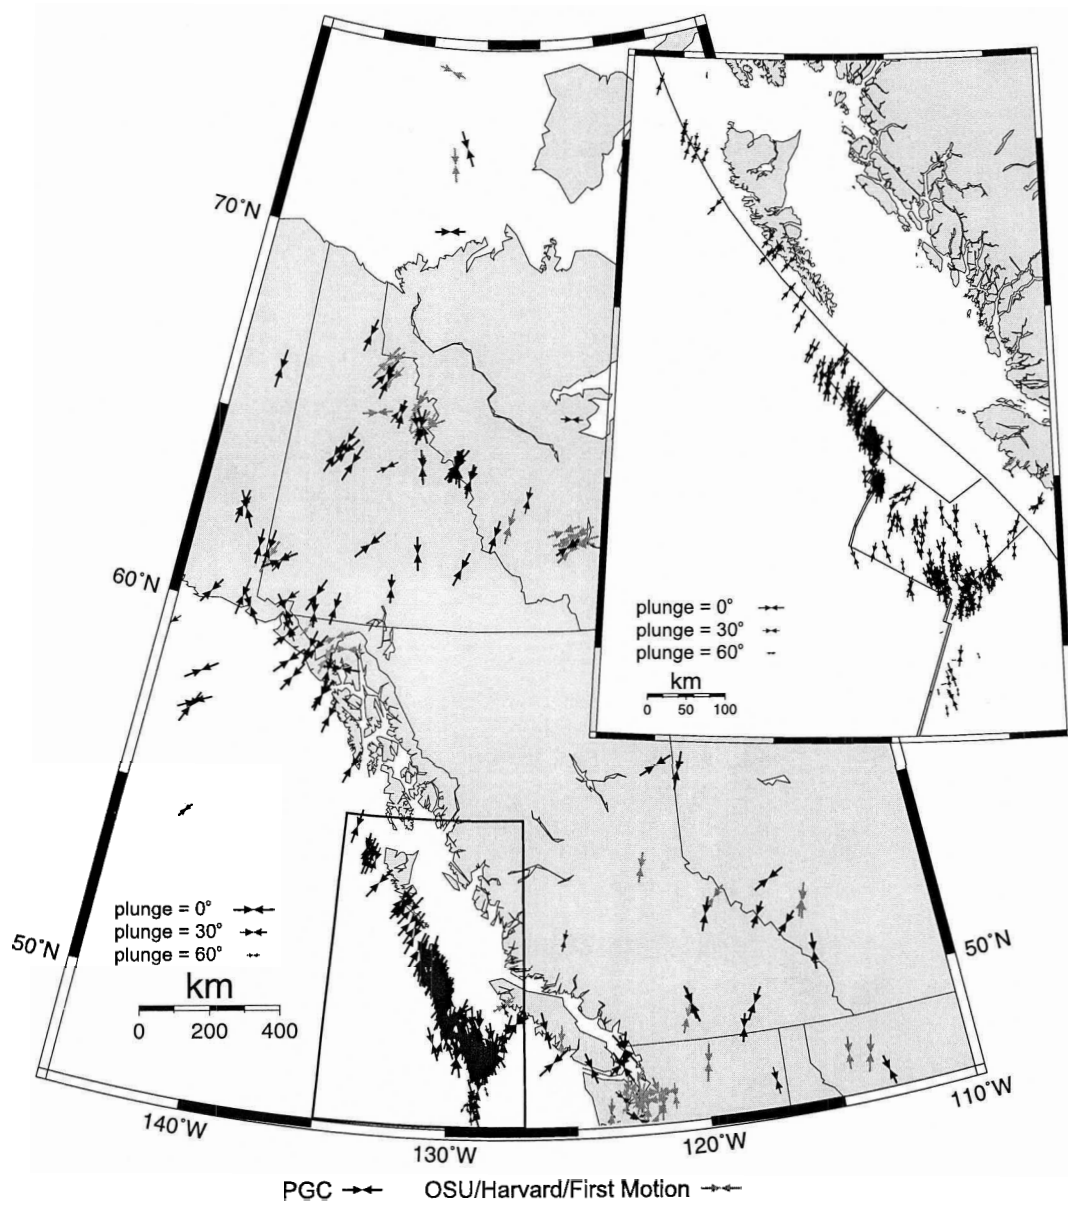 70°N
60°N
plunge = 0°
plunge = 30°
plunge = 60°
km
0 50 100
plunge = 0°
plunge = 30°
plunge = 60°
km
0 200 400
50°N
50°N
140°W
130°W
120°W
110°W
PGC
OSU/Harvard/First Motion